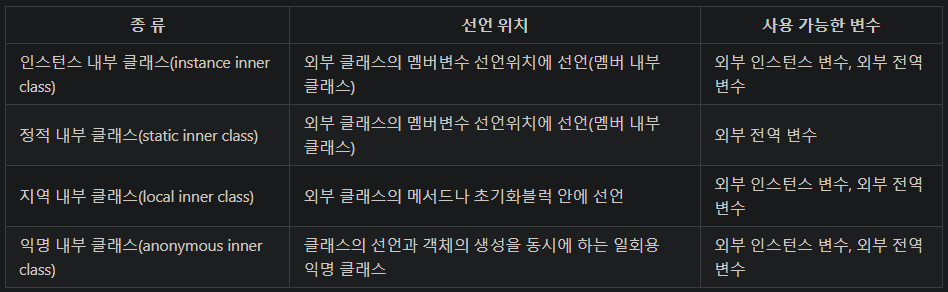 종 류 선언 위치 사용 가능한 변수
인스턴스 내부 클래스(instance inner class) 외부 클래스의 멤버변수 선언위치에 선언(멤버 내부 클래스) 외부 인스턴스 변수, 외부 전역 변수
정적 내부 클래스(static inner class) 외부 클래스의 멤버변수 선언위치에 선언(멤버 내부 클래스) 외부 전역 변수
지역 내부 클래스(local inner class) 외부 클래스의 메서드나 초기화블럭 안에 선언 외부 인스턴스 변수, 외부 전역 변수
익명 내부 클래스(anonymous inner class) 클래스의 선언과 객체의 생성을 동시에 하는 일회용 익명 클래스 외부 인스턴스 변수, 외부 전역 변수